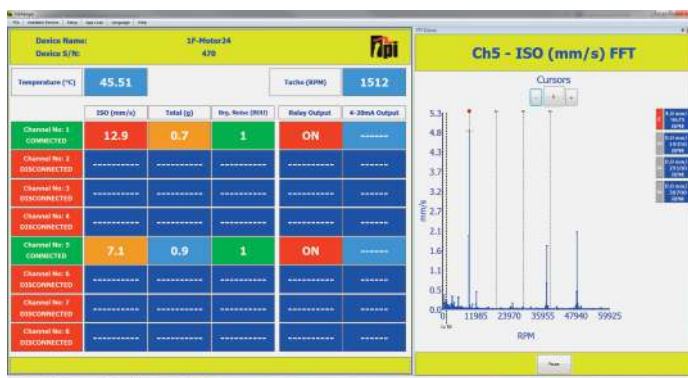 Device Name: 1F-Motor24
Device S/N: 470
tpi
Temperature (°C) 45.51 Tacho (RPM) 1512
ISO (mm/s) Total (g) Brg. Noise (BDU) Relay Output 4-20mA Output
Channel No: 1
CONNECTED
12.9 0.7 1 ON ------
Channel No: 2
DISCONNECTED
Channel No: 3
DISCONNECTED
Channel No: 4
DISCONNECTED
Channel No: 5
CONNECTED
7.1 0.9 1 ON ------
Channel No: 6
DISCONNECTED
Channel No: 7
DISCONNECTED
Channel No: 8
DISCONNECTED
Ch5 - ISO (mm/s) FFT
Cursors
- +
5.3
4.8
4.3
3.7
3.2
2.7
2.1
1.6
1.1
0.5
0.0
mm/s
0 11985 23970 35955 47940 59925
RPM
Pause